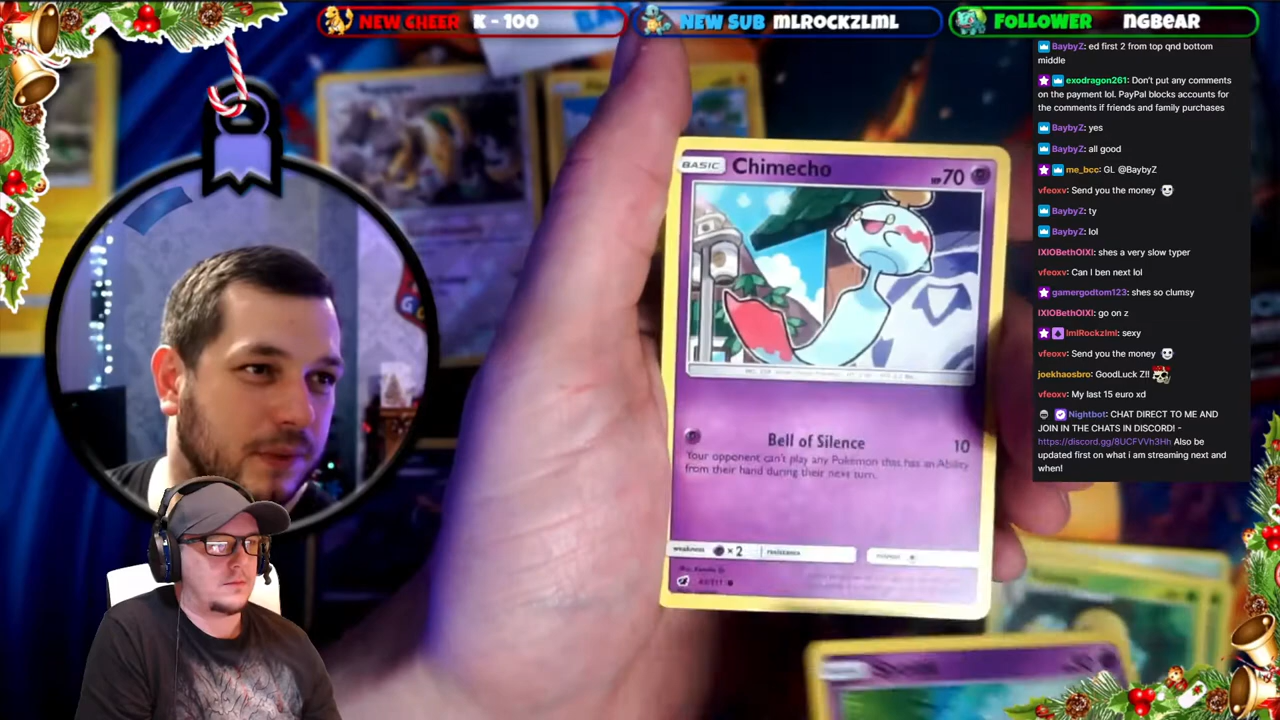 NEW CHEER K - 100
NEW SUB MLROCKZLML
FOLLOWER NGBEAR
BaybyZ: ed first 2 from top qnd bottom
middle
exodragon261: Don't put any comments
on the payment lol. PayPal blocks accounts for
the comments if friends and family purchases
BaybyZ: yes
BaybyZ: all good
me_bcc: GL @BaybyZ
vfeoxv: Send you the money
BaybyZ: ty
BaybyZ: lol
IXIOBethOIXI: shes a very slow typer
vfeoxv: Can I ben next lol
gamergodtom123: shes so clumsy
IXIOBethOIXI: go on z
lmlRockzlml: sexy
vfeoxv: Send you the money
joekhaosbro: GoodLuck Z!!
vfeoxv: My last 15 euro xd
Nightbot: CHAT DIRECT TO ME AND
JOIN IN THE CHATS IN DISCORD! -
https://discord.gg/8UCFVVh3Hh Also be
updated first on what i am streaming next and
when!
BASIC Chimecho HP 70
Bell of Silence 10
Your opponent can't play any Pokémon that has an Ability
from their hand during their next turn.
weakness × 2 resistance